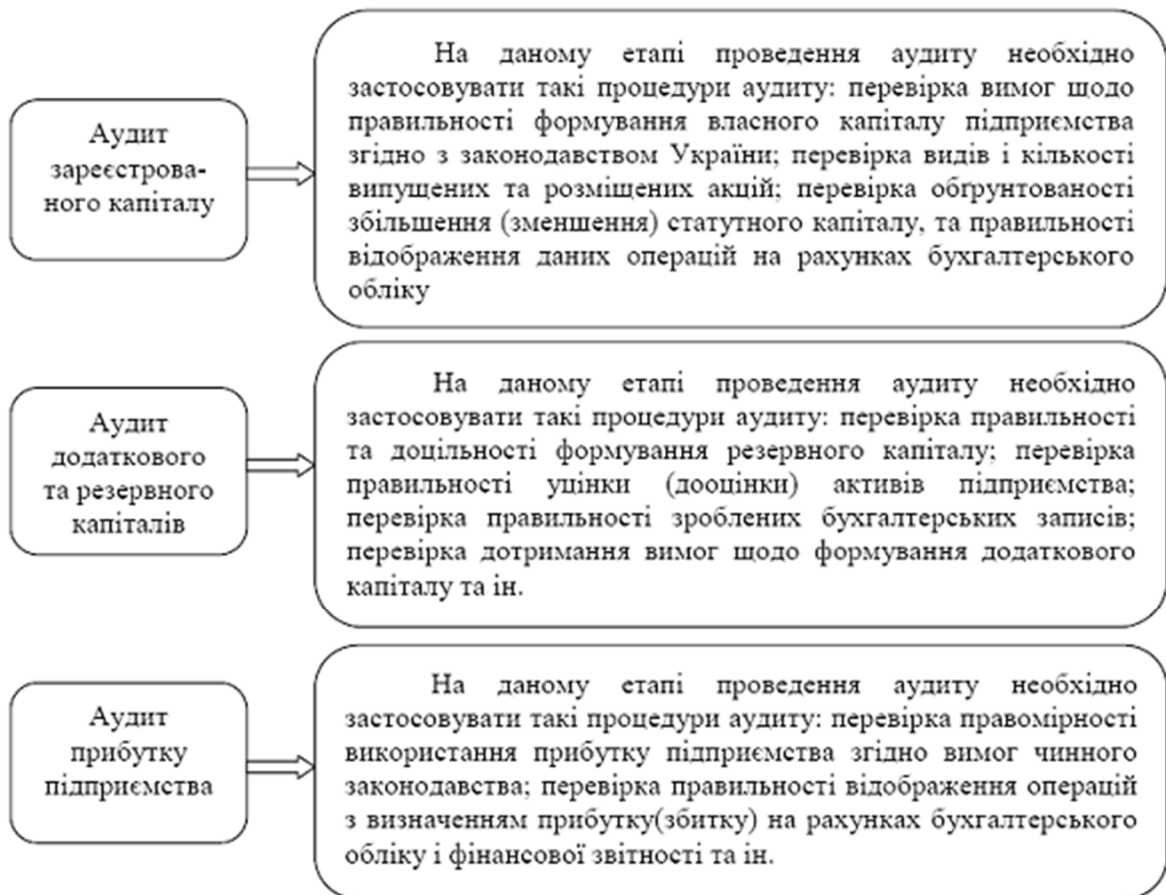 Аудит
зареєстрова-
ного капіталу
На даному етапі проведення аудиту необхідно
застосовувати такі процедури аудиту: перевірка вимог щодо
правильності формування власного капіталу підприємства
згідно з законодавством України; перевірка видів і кількості
випущених та розміщених акцій; перевірка обґрунтованості
збільшення (зменшення) статутного капіталу, та правильності
відображення даних операцій на рахунках бухгалтерського
обліку
Аудит
додаткового
та резервного
капіталів
На даному етапі проведення аудиту необхідно
застосовувати такі процедури аудиту: перевірка правильності
та доцільності формування резервного капіталу; перевірка
правильності уцінки (дооцінки) активів підприємства;
перевірка правильності зроблених бухгалтерських записів;
перевірка дотримання вимог щодо формування додаткового
капіталу та ін.
Аудит
прибутку
підприємства
На даному етапі проведення аудиту необхідно
застосовувати такі процедури аудиту: перевірка правомірності
використання прибутку підприємства згідно вимог чинного
законодавства; перевірка правильності відображення операцій
з визначенням прибутку(збитку) на рахунках бухгалтерського
обліку і фінансової звітності та ін.